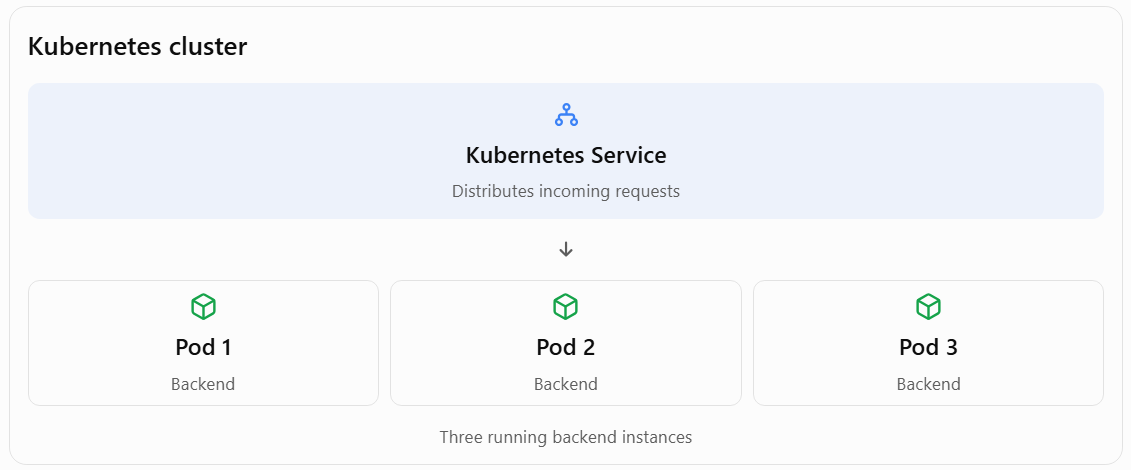 Kubernetes cluster
Kubernetes Service
Distributes incoming requests
Pod 1
Backend
Pod 2
Backend
Pod 3
Backend
Three running backend instances